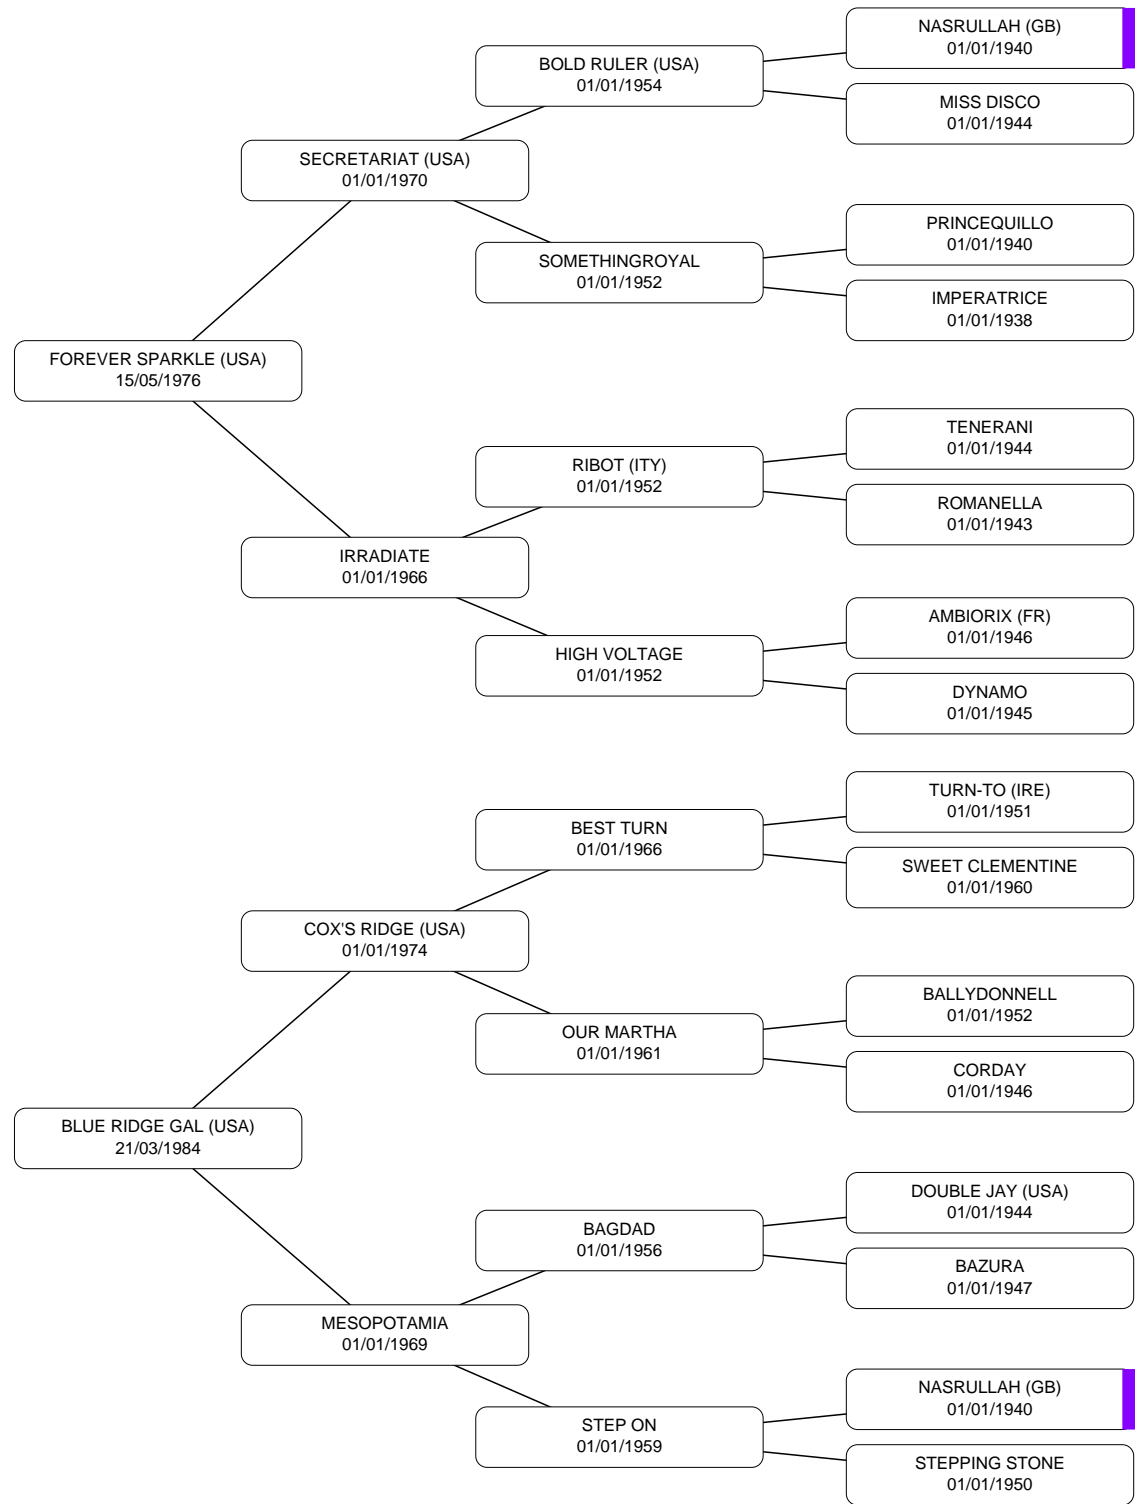 NASRULLAH (GB)
01/01/1940
BOLD RULER (USA)
01/01/1954
MISS DISCO
01/01/1944
SECRETARIAT (USA)
01/01/1970
PRINCEQUILLO
01/01/1940
SOMETHINGROYAL
01/01/1952
IMPERATRICE
01/01/1938
FOREVER SPARKLE (USA)
15/05/1976
TENERANI
01/01/1944
RIBOT (ITY)
01/01/1952
ROMANELLA
01/01/1943
IRRADIATE
01/01/1966
AMBIORIX (FR)
01/01/1946
HIGH VOLTAGE
01/01/1952
DYNAMO
01/01/1945
TURN-TO (IRE)
01/01/1951
BEST TURN
01/01/1966
SWEET CLEMENTINE
01/01/1960
COX'S RIDGE (USA)
01/01/1974
BALLYDONNELL
01/01/1952
OUR MARTHA
01/01/1961
CORDAY
01/01/1946
BLUE RIDGE GAL (USA)
21/03/1984
DOUBLE JAY (USA)
01/01/1944
BAGDAD
01/01/1956
BAZURA
01/01/1947
MESOPOTAMIA
01/01/1969
NASRULLAH (GB)
01/01/1940
STEP ON
01/01/1959
STEPPING STONE
01/01/1950